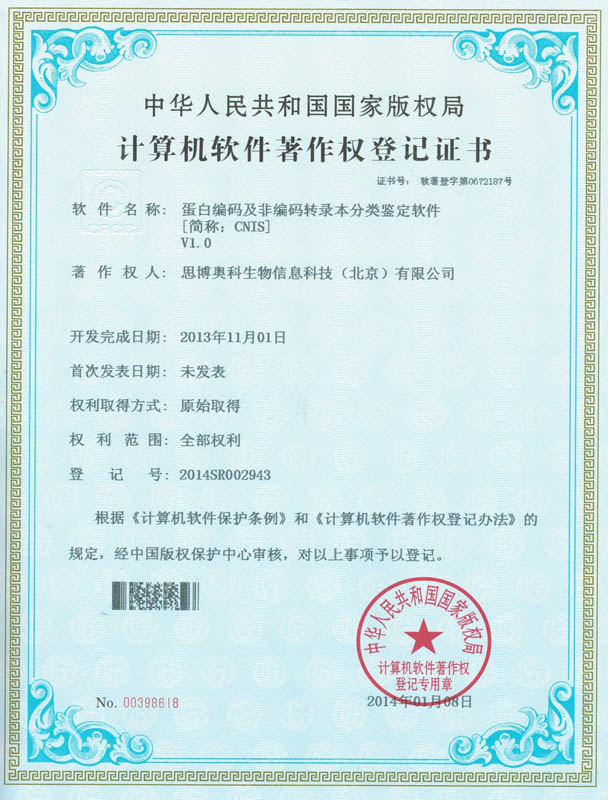 中华人民共和国国家版权局
计算机软件著作权登记证书
证书号： 软著登字第0672187号
CPCC
软件名称： 蛋白编码及非编码转录本分类鉴定软件
[简称：CNIS]
V1.0
著作权人： 思博奥科生物信息科技（北京）有限公司
开发完成日期： 2013年11月01日
首次发表日期： 未发表
权利取得方式： 原始取得
权利范围： 全部权利
登记号： 2014SR002943
根据《计算机软件保护条例》和《计算机软件著作权登记办法》的
规定，经中国版权保护中心审核，对以上事项予以登记。
中华人民共和国国家版权局
计算机软件著作权
登记专用章
No. 00398618
2014年01月08日